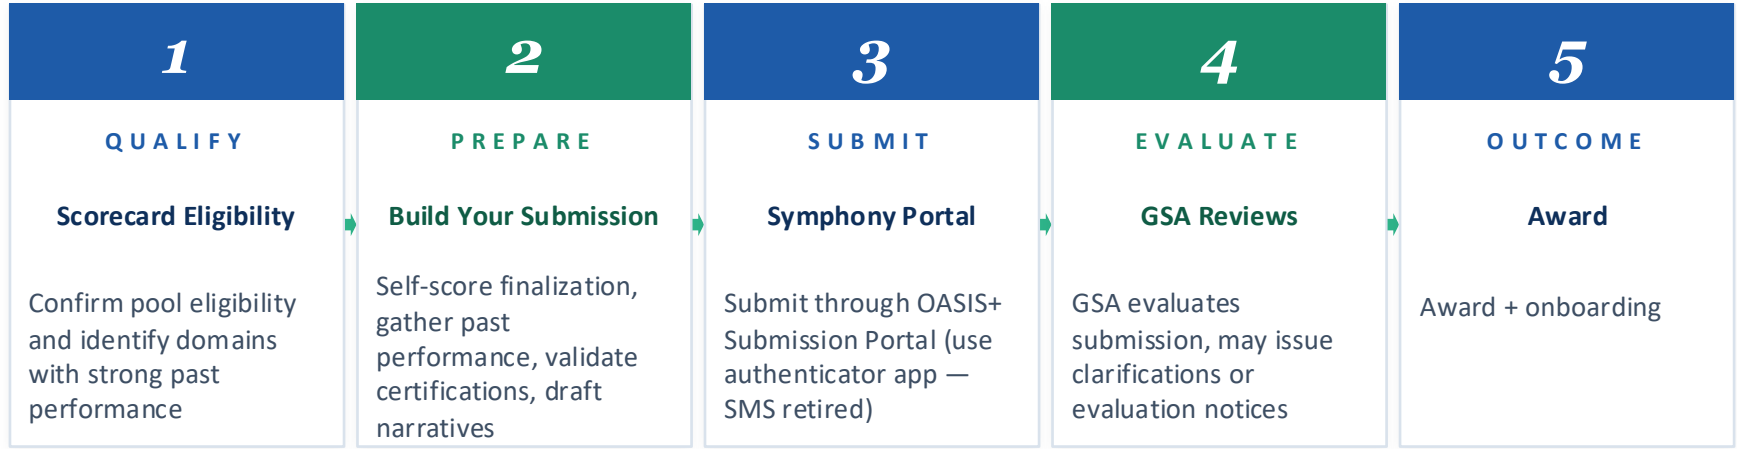 1
QUALIFY
Scorecard Eligibility
Confirm pool eligibility
and identify domains
with strong past
performance
2
PREPARE
Build Your Submission
Self-score finalization,
gather past
performance, validate
certifications, draft
narratives
3
SUBMIT
Symphony Portal
Submit through OASIS+
Submission Portal (use
authenticator app —
SMS retired)
4
EVALUATE
GSA Reviews
GSA evaluates
submission, may issue
clarifications or
evaluation notices
5
OUTCOME
Award
Award + onboarding